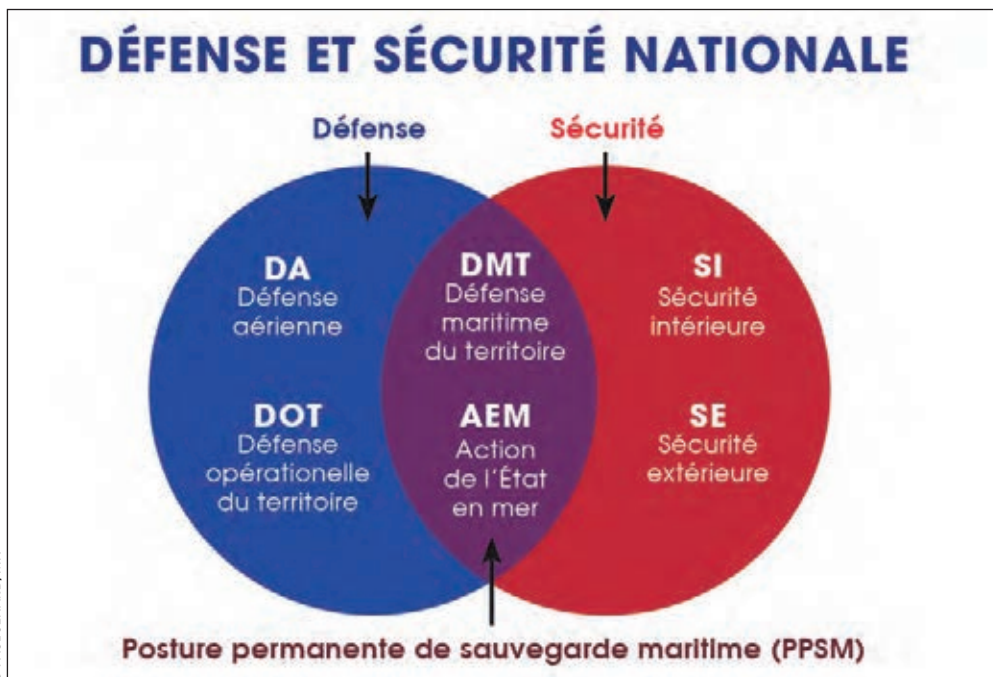 DÉFENSE ET SÉCURITÉ NATIONALE
Défense
Sécurité
DA
Défense
aérienne
DOT
Défense
opérationelle
du territoire
DMT
Défense
maritime
du territoire
AEM
Action
de l'État
en mer
SI
Sécurité
intérieure
SE
Sécurité
extérieure
Posture permanente de sauvegarde maritime (PPSM)